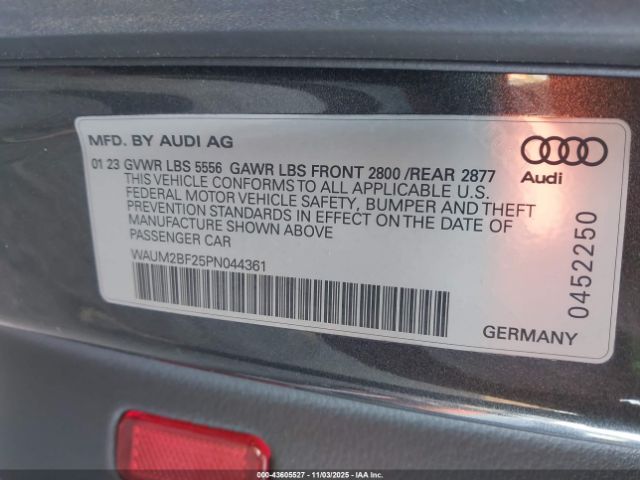 MFD. BY AUDI AG
01 23 GVWR LBS 5556 GAWR LBS FRONT 2800 /REAR 2877
THIS VEHICLE CONFORMS TO ALL APPLICABLE U.S.
FEDERAL MOTOR VEHICLE SAFETY, BUMPER AND THEFT
PREVENTION STANDARDS IN EFFECT ON THE DATE OF
MANUFACTURE SHOWN ABOVE
PASSENGER CAR
WAUM2BF25PN044361
Audi
0452250
GERMANY
000-43605527 - 11/03/2025 - IAAI.com